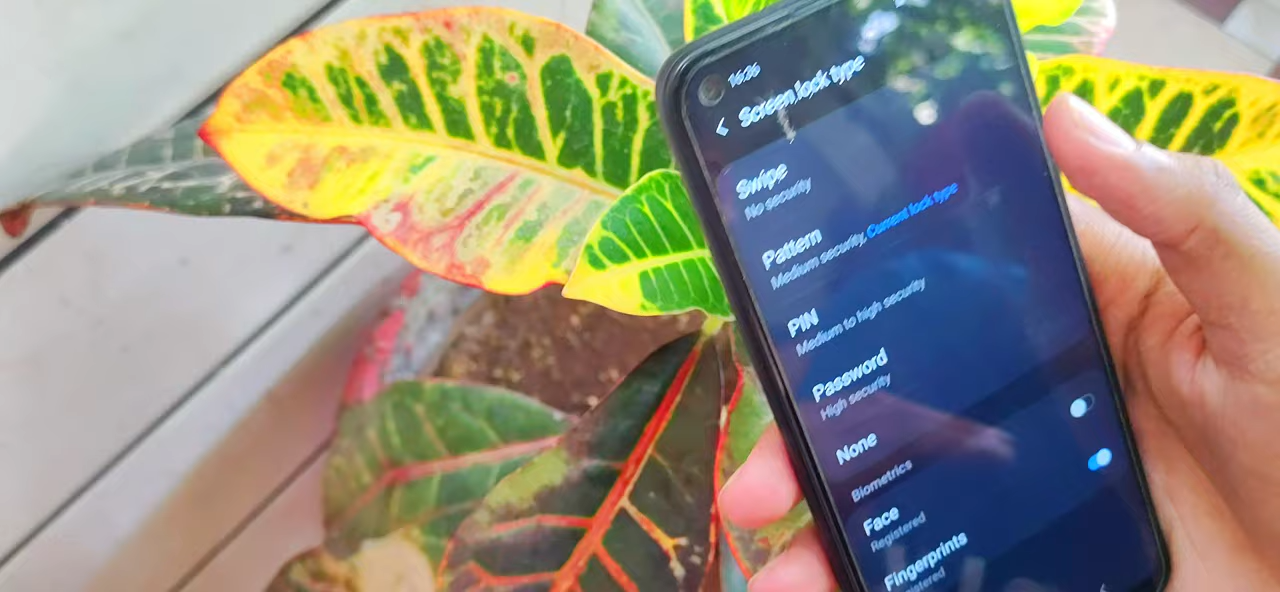 16:36
Screen lock type
Swipe
No security
Pattern
Medium security, Current lock type
PIN
Medium to high security
Password
High security
None
Biometrics
Face
Registered
Fingerprints